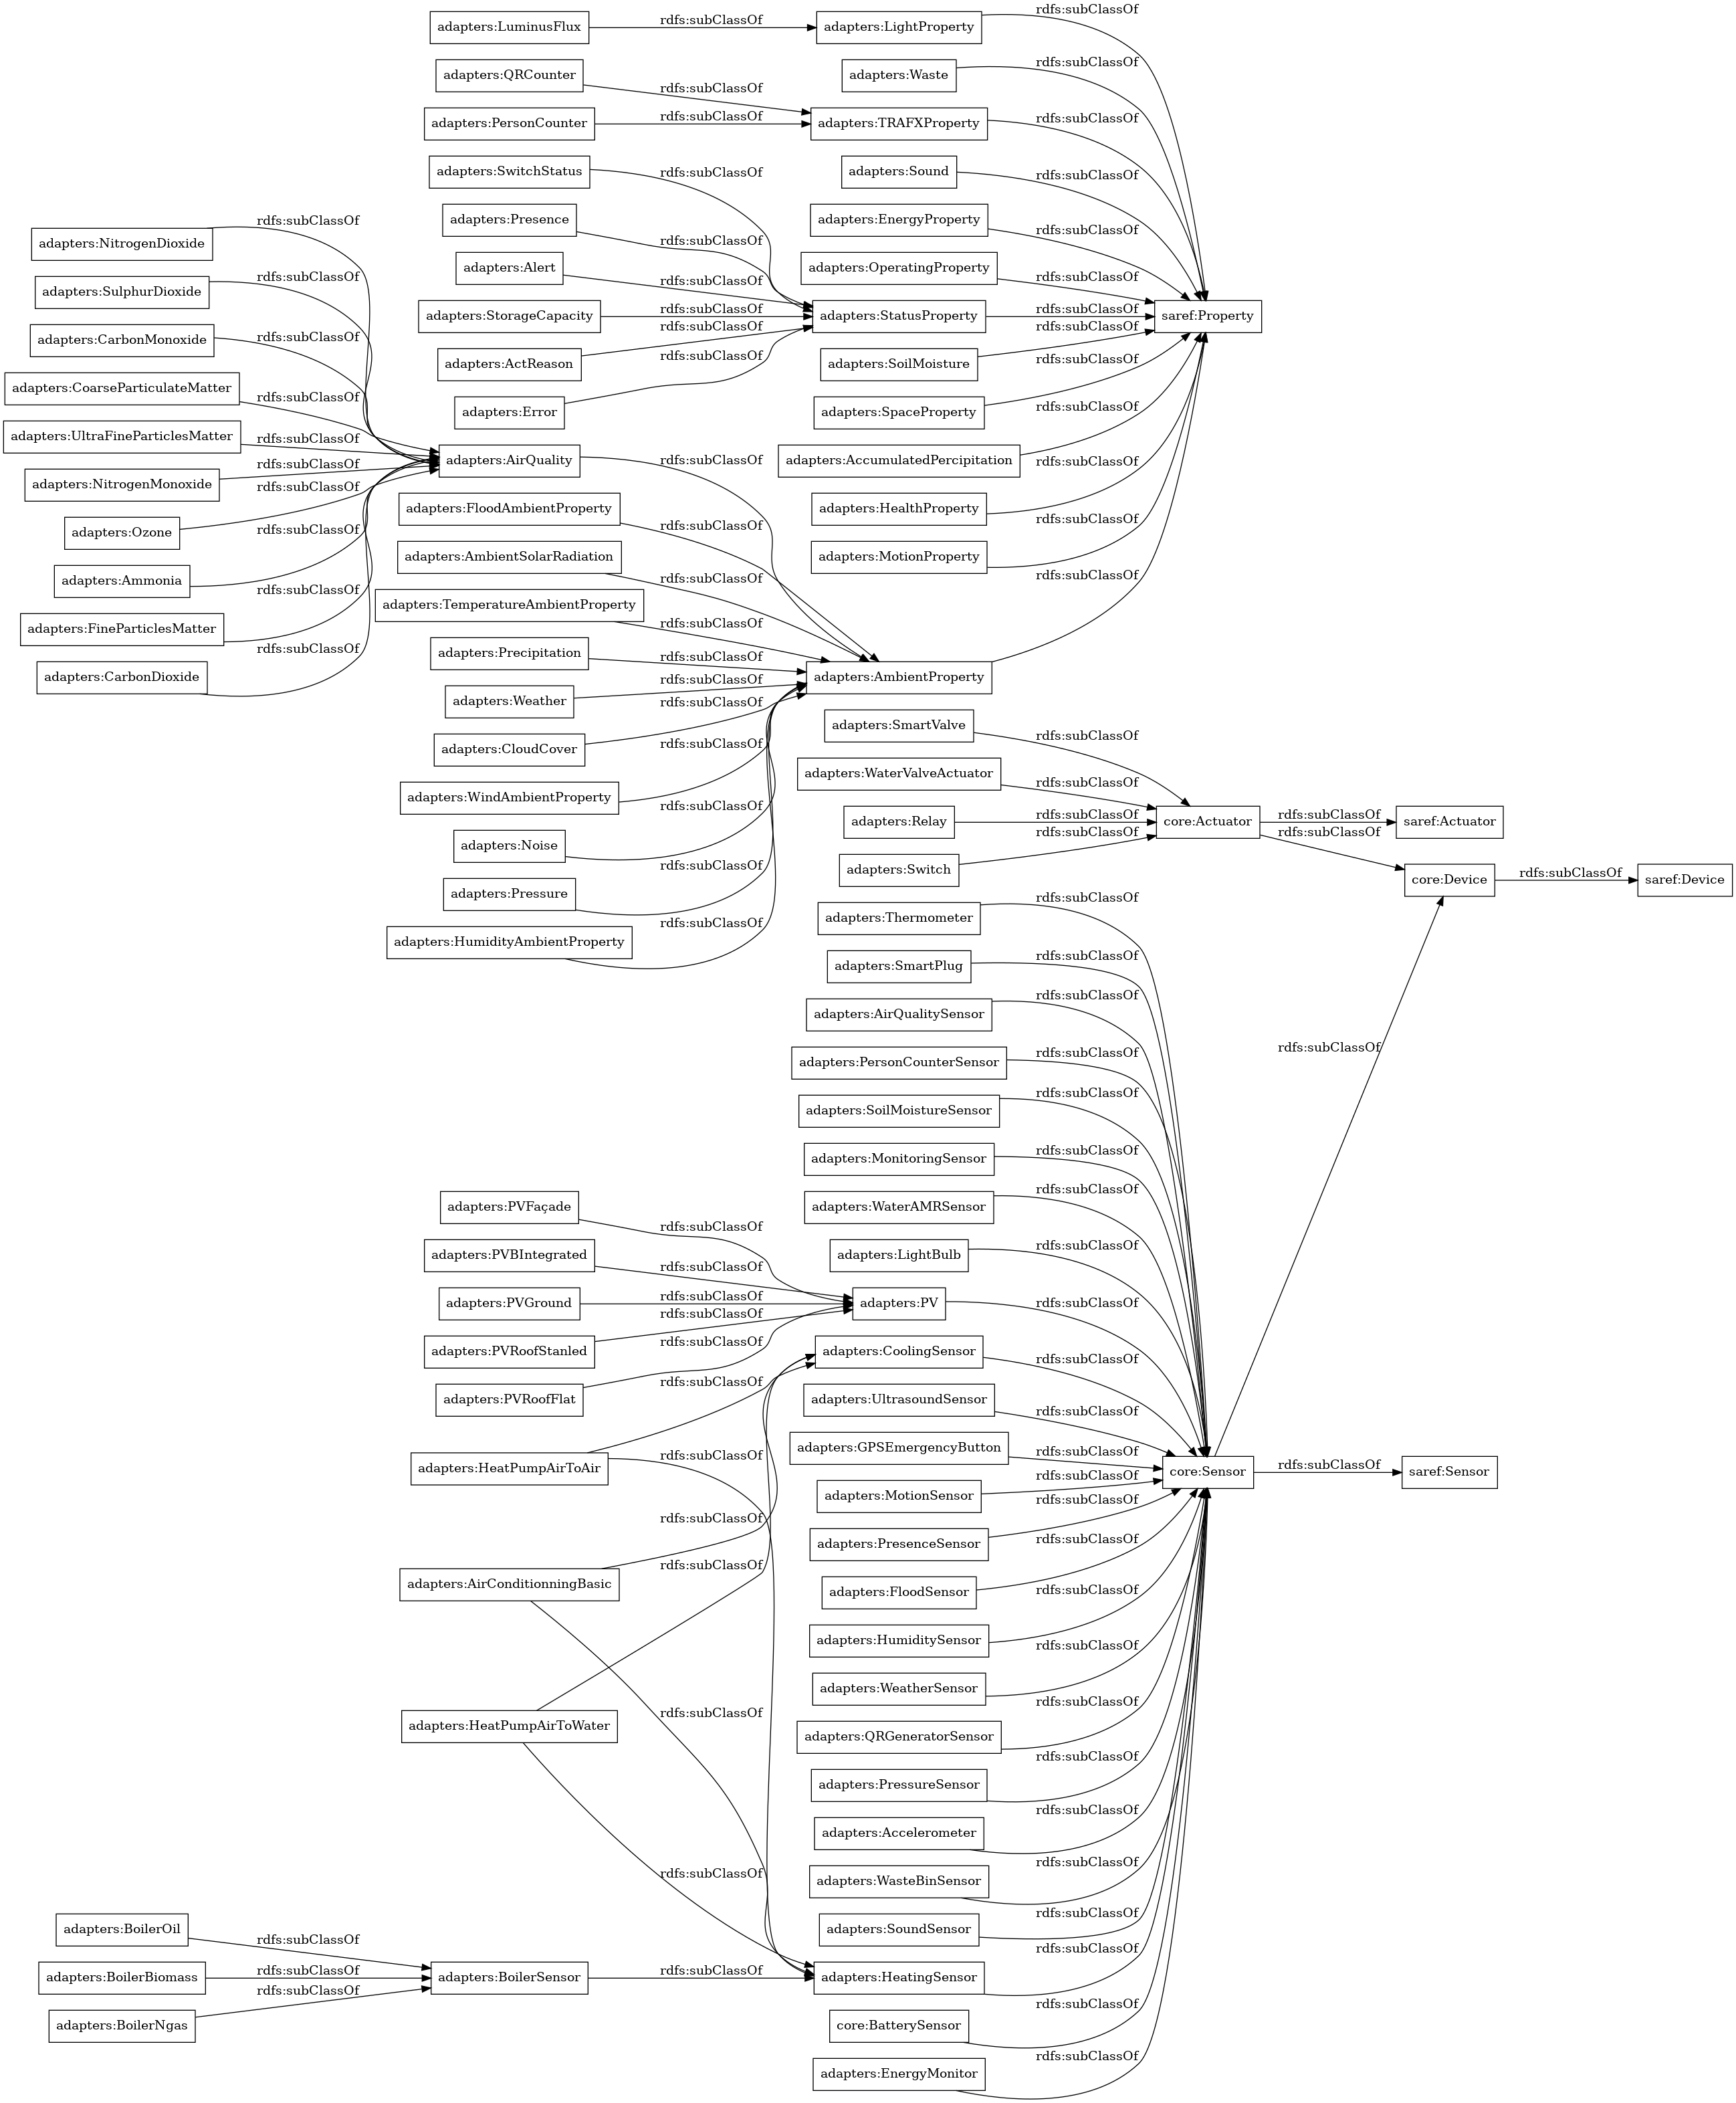 adapters:LuminusFlux
rdfs:subClassOf
adapters:LightProperty
rdfs:subClassOf
adapters:QRCounter
rdfs:subClassOf
adapters:Waste
rdfs:subClassOf
adapters:PersonCounter
rdfs:subClassOf
adapters:TRAFXProperty
rdfs:subClassOf
adapters:SwitchStatus
rdfs:subClassOf
adapters:Sound
rdfs:subClassOf
adapters:Presence
rdfs:subClassOf
adapters:EnergyProperty
rdfs:subClassOf
adapters:Alert
rdfs:subClassOf
adapters:OperatingProperty
rdfs:subClassOf
adapters:StorageCapacity
rdfs:subClassOf
adapters:StatusProperty
rdfs:subClassOf
saref:Property
adapters:ActReason
rdfs:subClassOf
adapters:SoilMoisture
rdfs:subClassOf
adapters:Error
rdfs:subClassOf
adapters:SpaceProperty
rdfs:subClassOf
adapters:AccumulatedPercipitation
rdfs:subClassOf
adapters:HealthProperty
rdfs:subClassOf
adapters:MotionProperty
rdfs:subClassOf
adapters:NitrogenDioxide
rdfs:subClassOf
adapters:SulphurDioxide
rdfs:subClassOf
adapters:CarbonMonoxide
rdfs:subClassOf
adapters:CoarseParticulateMatter
rdfs:subClassOf
adapters:UltraFineParticlesMatter
rdfs:subClassOf
adapters:NitrogenMonoxide
rdfs:subClassOf
adapters:Ozone
rdfs:subClassOf
adapters:Ammonia
rdfs:subClassOf
adapters:FineParticlesMatter
rdfs:subClassOf
adapters:CarbonDioxide
rdfs:subClassOf
adapters:AirQuality
rdfs:subClassOf
adapters:FloodAmbientProperty
rdfs:subClassOf
adapters:AmbientSolarRadiation
rdfs:subClassOf
adapters:TemperatureAmbientProperty
rdfs:subClassOf
adapters:Precipitation
rdfs:subClassOf
adapters:Weather
rdfs:subClassOf
adapters:CloudCover
rdfs:subClassOf
adapters:WindAmbientProperty
rdfs:subClassOf
adapters:Noise
rdfs:subClassOf
adapters:Pressure
rdfs:subClassOf
adapters:HumidityAmbientProperty
rdfs:subClassOf
adapters:AmbientProperty
rdfs:subClassOf
adapters:SmartValve
rdfs:subClassOf
adapters:WaterValveActuator
rdfs:subClassOf
adapters:Relay
rdfs:subClassOf
adapters:Switch
rdfs:subClassOf
core:Actuator
rdfs:subClassOf
saref:Actuator
rdfs:subClassOf
core:Device
rdfs:subClassOf
saref:Device
adapters:Thermometer
rdfs:subClassOf
adapters:SmartPlug
rdfs:subClassOf
adapters:AirQualitySensor
rdfs:subClassOf
adapters:PersonCounterSensor
rdfs:subClassOf
adapters:SoilMoistureSensor
rdfs:subClassOf
adapters:MonitoringSensor
rdfs:subClassOf
adapters:WaterAMRSensor
rdfs:subClassOf
adapters:LightBulb
rdfs:subClassOf
adapters:PVFaçade
rdfs:subClassOf
adapters:PVBIntegrated
rdfs:subClassOf
adapters:PVGround
rdfs:subClassOf
adapters:PVRoofStanled
rdfs:subClassOf
adapters:PVRoofFlat
rdfs:subClassOf
adapters:PV
rdfs:subClassOf
adapters:HeatPumpAirToAir
rdfs:subClassOf
rdfs:subClassOf
adapters:AirConditionningBasic
rdfs:subClassOf
rdfs:subClassOf
adapters:HeatPumpAirToWater
rdfs:subClassOf
rdfs:subClassOf
adapters:CoolingSensor
rdfs:subClassOf
adapters:UltrasoundSensor
rdfs:subClassOf
adapters:GPSEmergencyButton
rdfs:subClassOf
adapters:MotionSensor
rdfs:subClassOf
adapters:PresenceSensor
rdfs:subClassOf
adapters:FloodSensor
rdfs:subClassOf
adapters:HumiditySensor
rdfs:subClassOf
adapters:WeatherSensor
rdfs:subClassOf
adapters:QRGeneratorSensor
rdfs:subClassOf
adapters:PressureSensor
rdfs:subClassOf
adapters:Accelerometer
rdfs:subClassOf
adapters:WasteBinSensor
rdfs:subClassOf
adapters:SoundSensor
rdfs:subClassOf
adapters:BoilerOil
rdfs:subClassOf
adapters:BoilerBiomass
rdfs:subClassOf
adapters:BoilerNgas
rdfs:subClassOf
adapters:BoilerSensor
rdfs:subClassOf
adapters:HeatingSensor
rdfs:subClassOf
core:BatterySensor
rdfs:subClassOf
adapters:EnergyMonitor
rdfs:subClassOf
core:Sensor
rdfs:subClassOf
rdfs:subClassOf
saref:Sensor